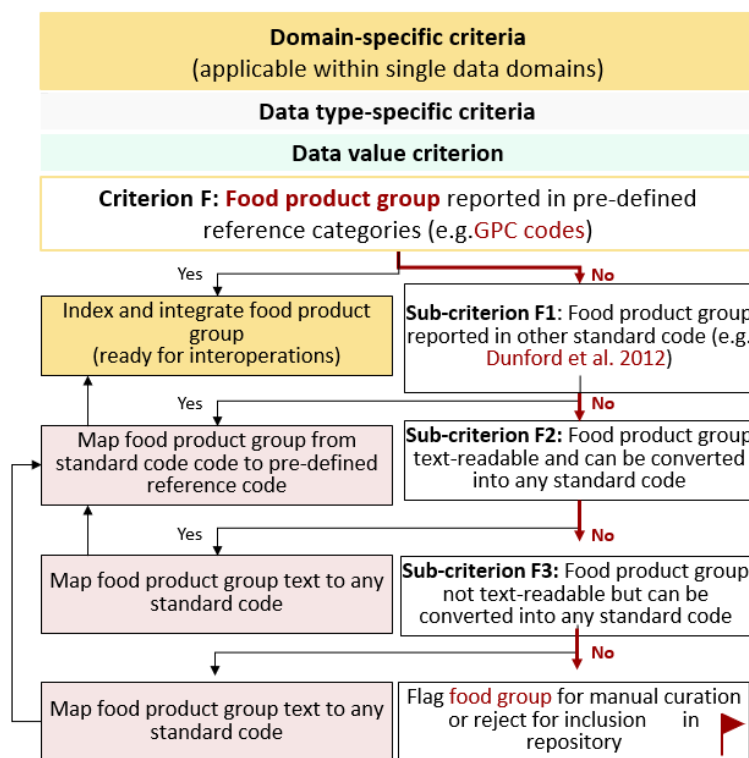 Domain-specific criteria
(applicable within single data domains)
Data type-specific criteria
Data value criterion
Criterion F: Food product group reported in pre-defined
reference categories (e.g.GPC codes)
Yes
No
Index and integrate food product
group
(ready for interoperations)
Sub-criterion F1: Food product group
reported in other standard code (e.g.
Dunford et al. 2012)
Yes
No
Map food product group from
standard code code to pre-defined
reference code
Sub-criterion F2: Food product group
text-readable and can be converted
into any standard code
Yes
No
Map food product group text to any
standard code
Sub-criterion F3: Food product group
not text-readable but can be
converted into any standard code
No
Map food product group text to any
standard code
Flag food group for manual curation
or reject for inclusion in
repository